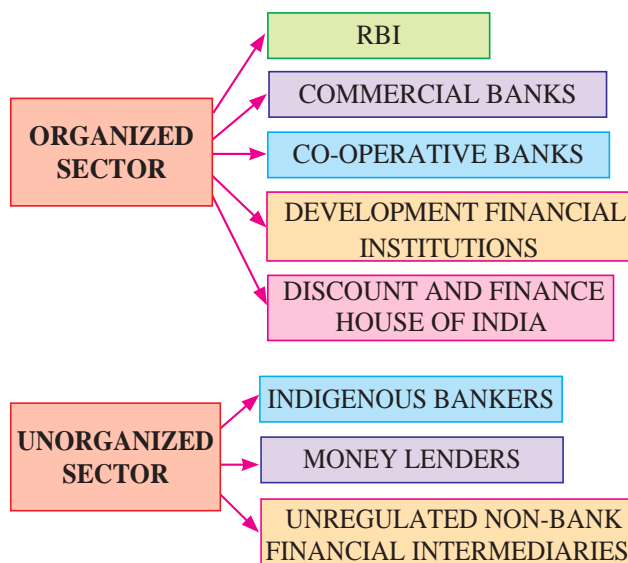 RBI
COMMERCIAL BANKS
ORGANIZED
SECTOR
CO-OPERATIVE BANKS
DEVELOPMENT FINANCIAL
INSTITUTIONS
DISCOUNT AND FINANCE
HOUSE OF INDIA
INDIGENOUS BANKERS
UNORGANIZED
SECTOR
MONEY LENDERS
UNREGULATED NON-BANK
FINANCIAL INTERMEDIARIES